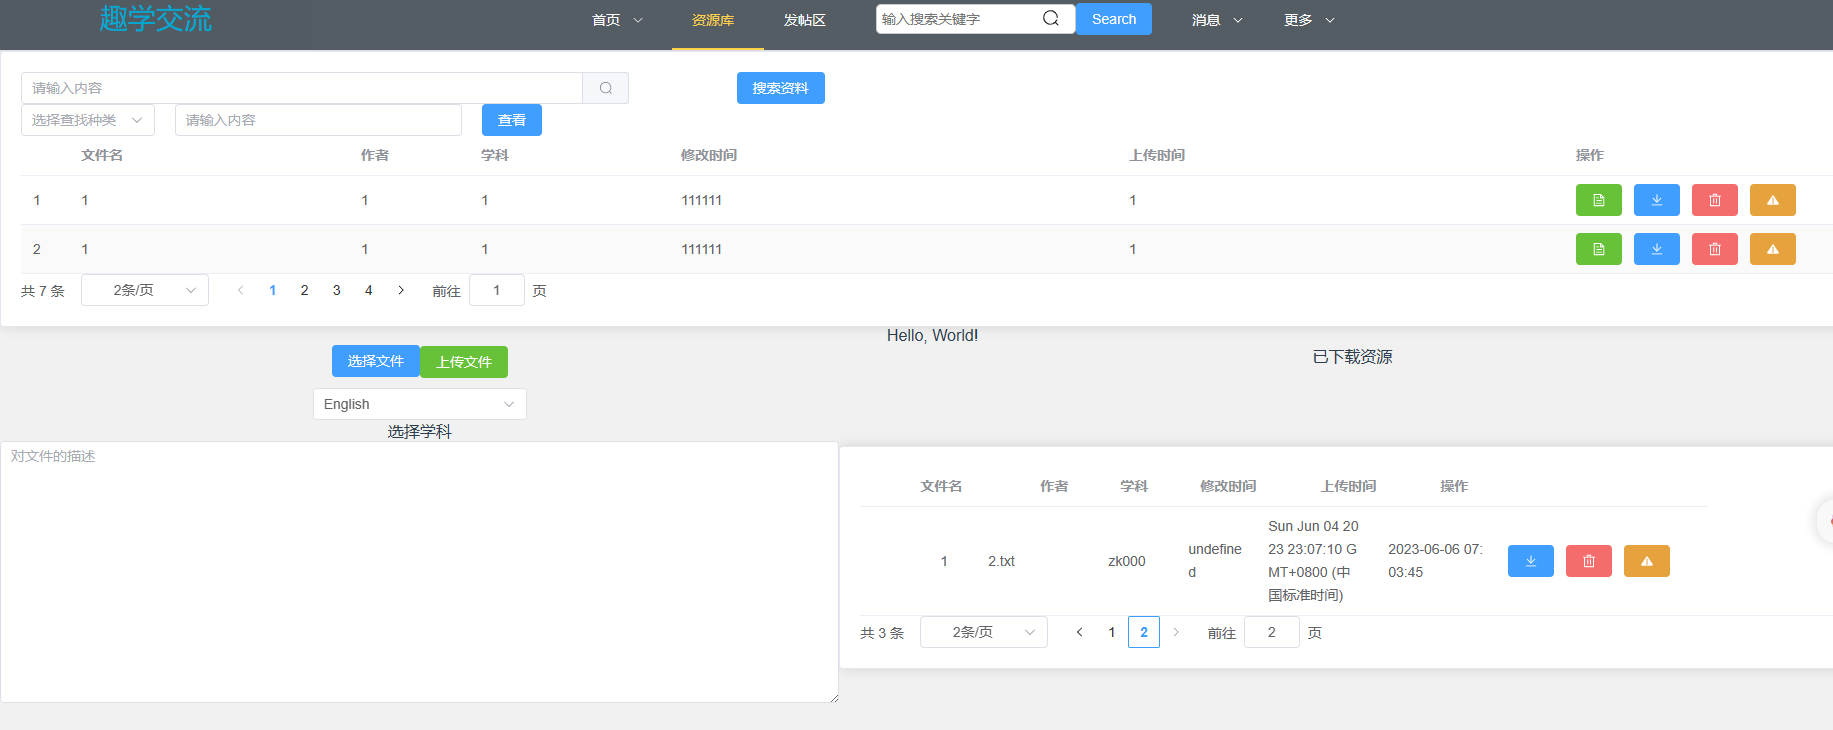 趣学交流 首页 资源库 发帖区 输入搜索关键字 Search 消息 更多
请输入内容 搜索资料
选择查找种类 请输入内容 查看
文件名 作者 学科 修改时间 上传时间 操作
1 1 1 1 111111 1
2 1 1 1 111111 1
共 7 条 2条/页 1 2 3 4 前往 1 页
Hello, World!
选择文件 上传文件
已下载资源
English
选择学科
对文件的描述
文件名 作者 学科 修改时间 上传时间 操作
1 2.txt zk000 undefine
d
Sun Jun 04 20
23 23:07:10 G
MT+0800 (中
国标准时间)
2023-06-06 07:
03:45
共 3 条 2条/页 1 2 前往 2 页